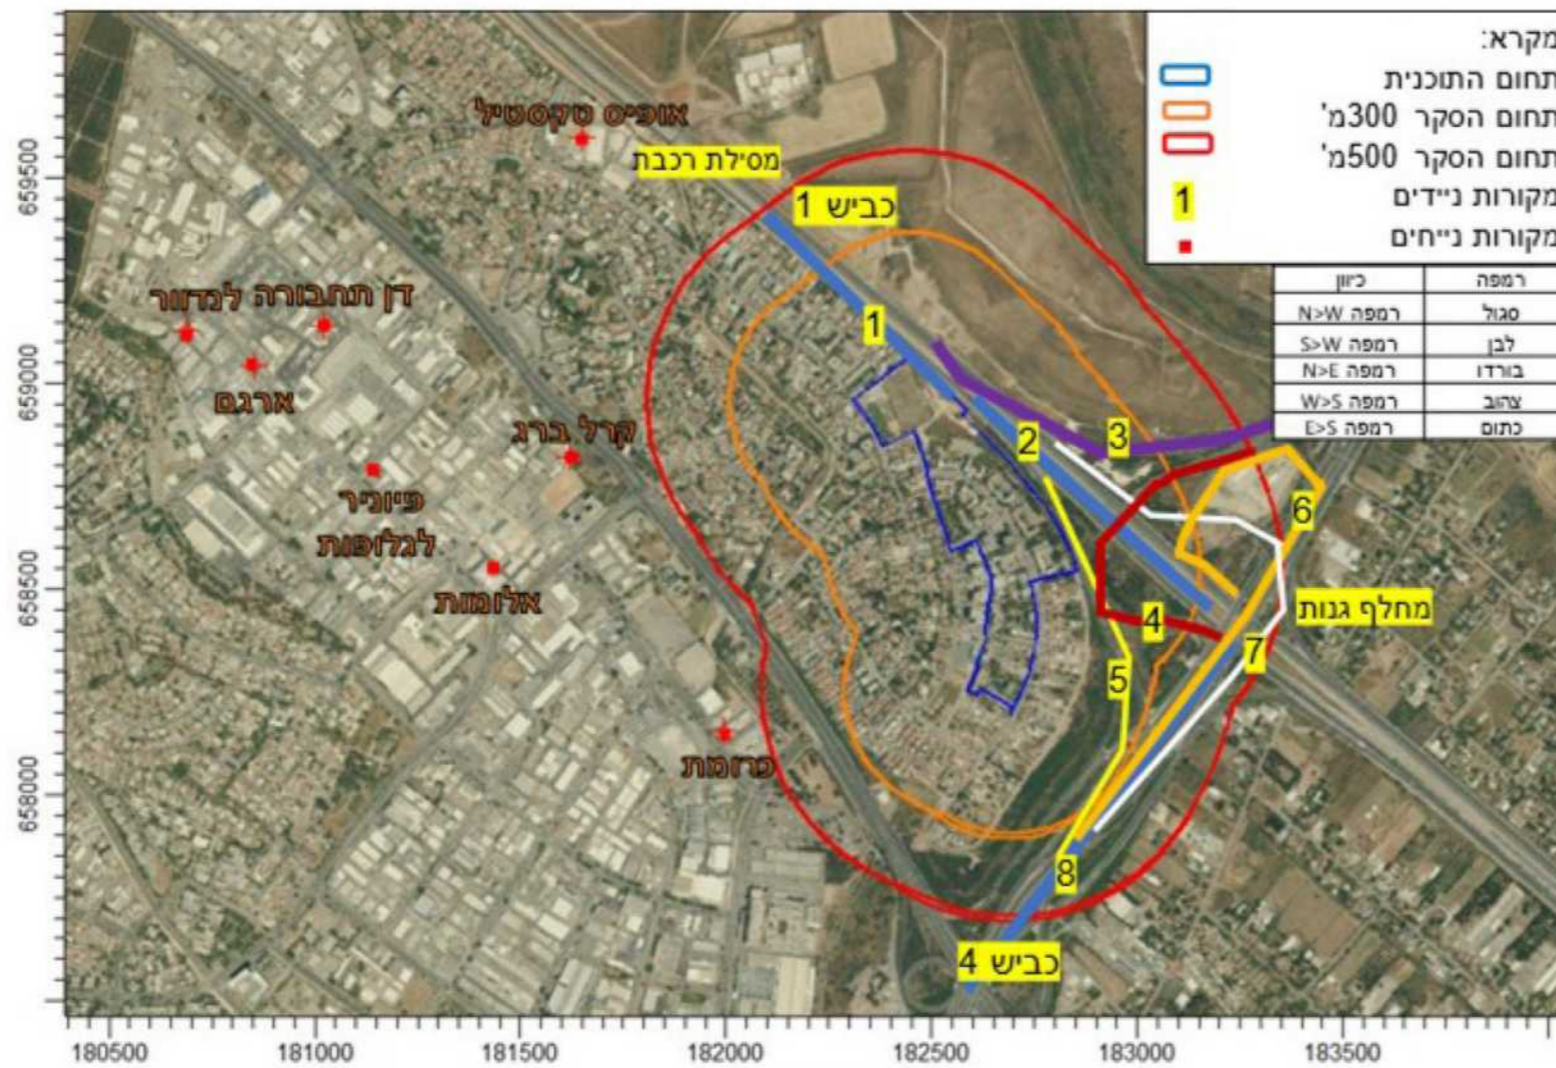 מקרא:
תחום התוכנית
תחום הסקר 300מ'
תחום הסקר 500מ'
מקורות ניידים
1
מקורות נייחים
רמפה כיוון
סגול רמפה N>W
לבן רמפה S>W
בורדו רמפה N>E
צהוב רמפה W>S
כתום רמפה E>S
אופיס טקסטיל
מסילת רכבת
כביש 1
דן תחבורה לנדוור
ארגם
קרל ברג
פיוניר
לגלופות
אלומות
כרומת
מחלף גנות
כביש 4
1
2
3
4
5
6
7
8
659500
659000
658500
658000
180500 181000 181500 182000 182500 183000 183500